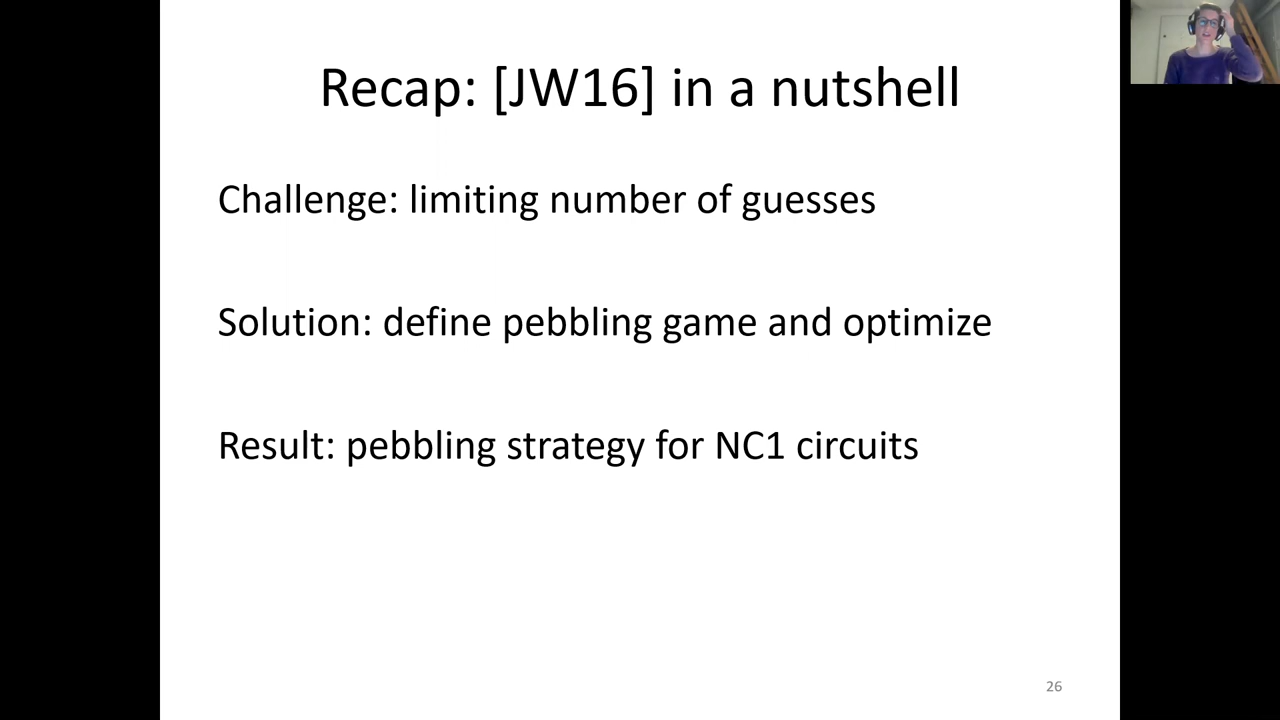 Recap: [JW16] in a nutshell
Challenge: limiting number of guesses
Solution: define pebbling game and optimize
Result: pebbling strategy for NC1 circuits
26